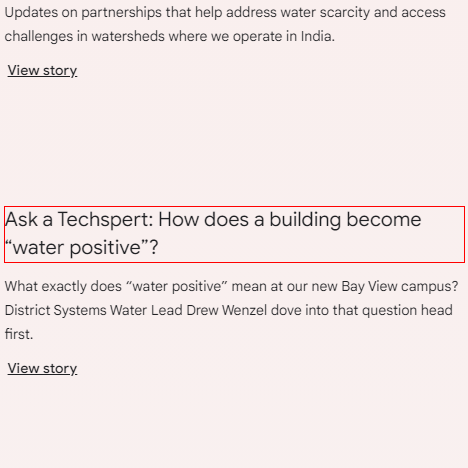 Updates on partnerships that help address water scarcity and access
challenges in watersheds where we operate in India.
View story
Ask a Techspert: How does a building become
“water positive”?
What exactly does “water positive” mean at our new Bay View campus?
District Systems Water Lead Drew Wenzel dove into that question head
first.
View story